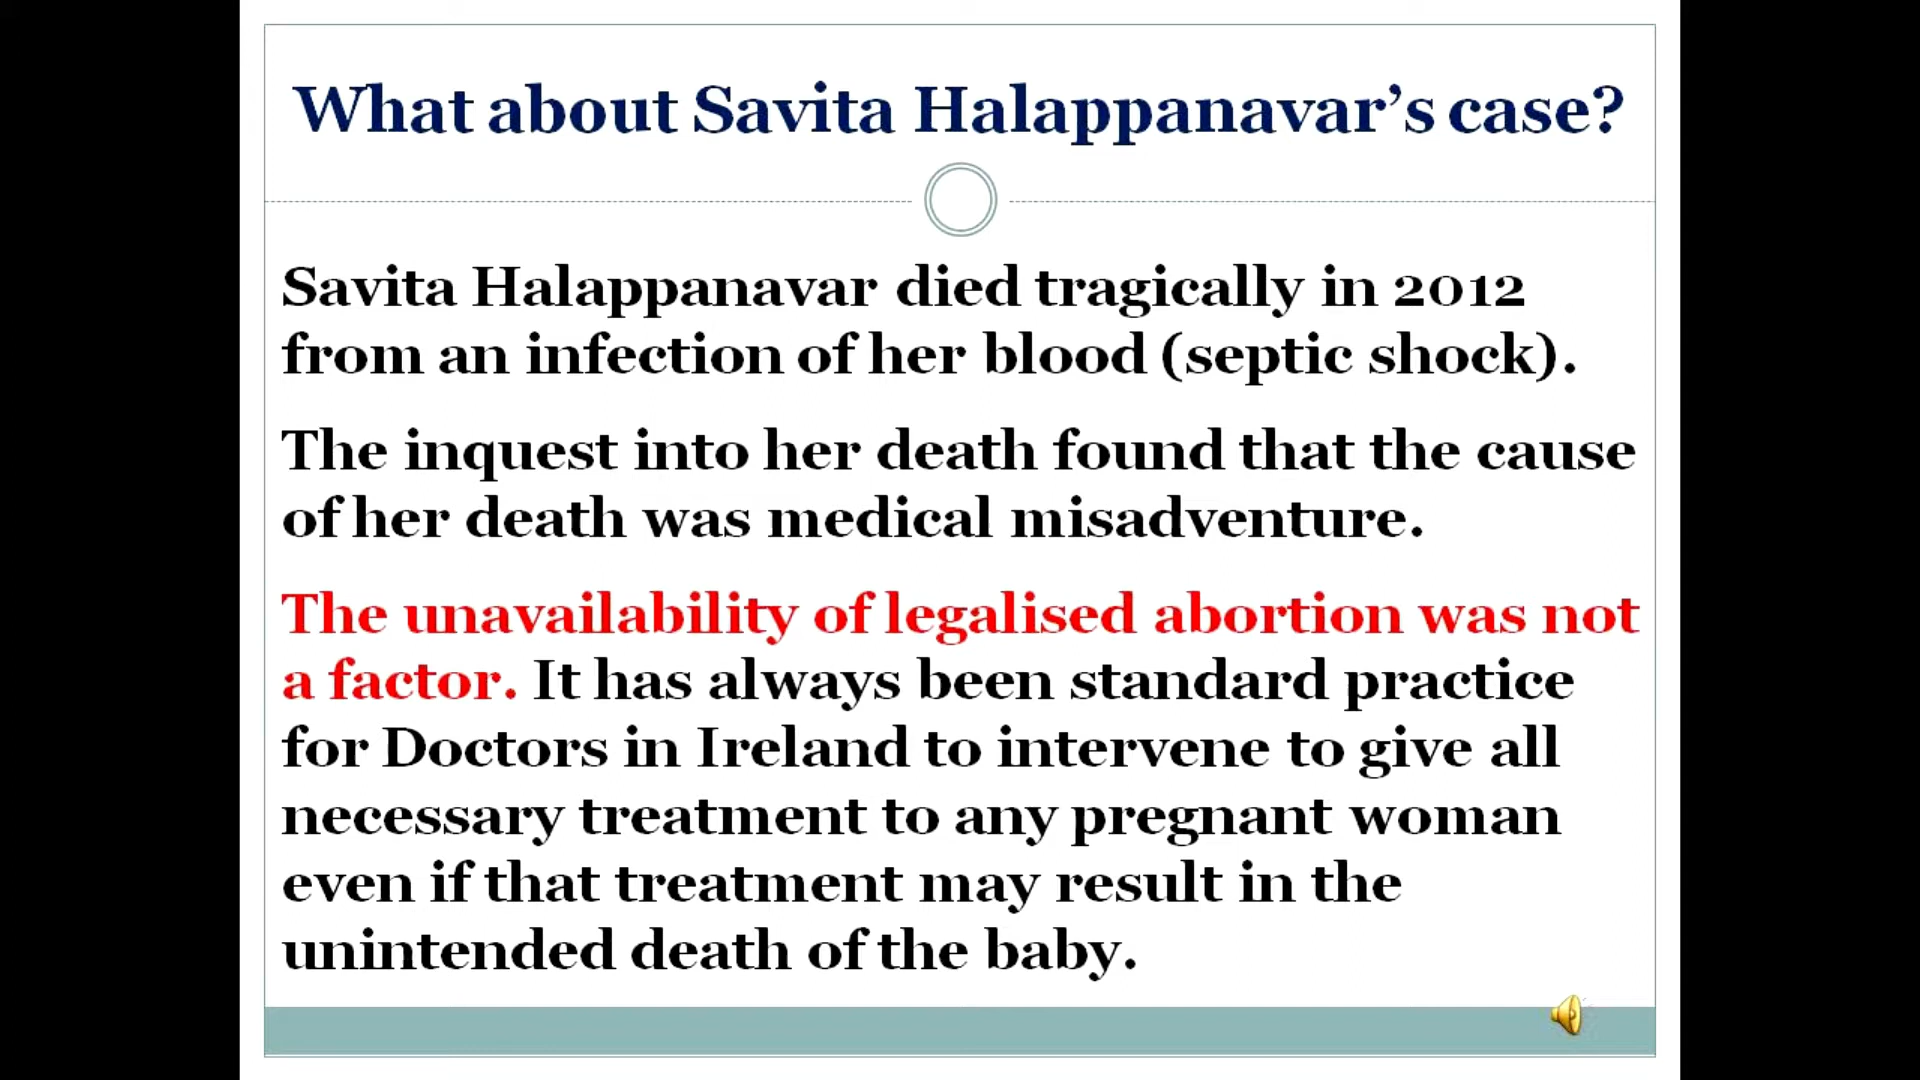 What about Savita Halappanavar's case?
Savita Halappanavar died tragically in 2012
from an infection of her blood (septic shock).
The inquest into her death found that the cause
of her death was medical misadventure.
The unavailability of legalised abortion was not
a factor. It has always been standard practice
for Doctors in Ireland to intervene to give all
necessary treatment to any pregnant woman
even if that treatment may result in the
unintended death of the baby.